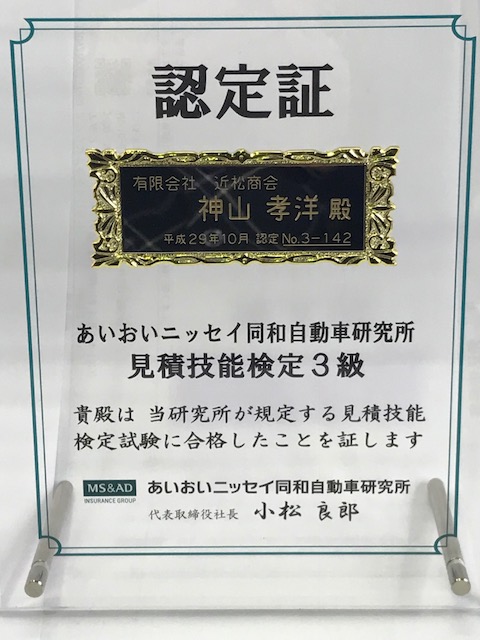 認定証
有限会社 近松商会
神山 孝洋 殿
平成29年10月 認定 No.3-142
あいおいニッセイ同和自動車研究所
見積技能検定3級
貴殿は 当研究所が規定する見積技能
検定試験に合格したことを証します
MS&AD
INSURANCE GROUP
あいおいニッセイ同和自動車研究所
代表取締役社長 小松 良郎